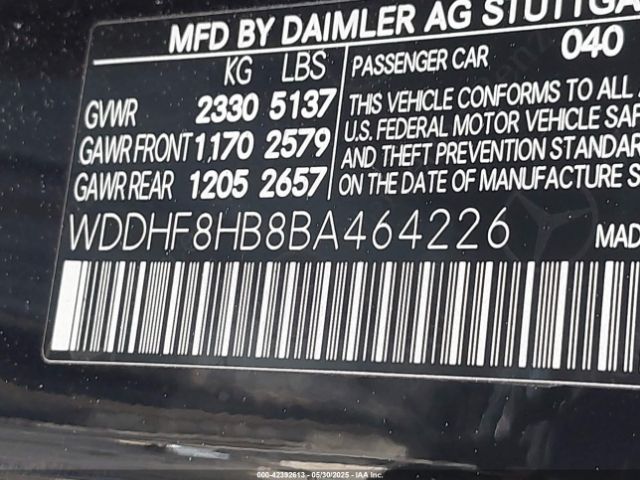 MFD BY DAIMLER AG STUTTGA
KG LBS
GVWR 2330 5137
GAWR FRONT 1170 2579
GAWR REAR 1205 2657
PASSENGER CAR 040
THIS VEHICLE CONFORMS TO ALL
U.S. FEDERAL MOTOR VEHICLE SAF
AND THEFT PREVENTION STANDAR
ON THE DATE OF MANUFACTURE
WDDHF8HB8BA464226
MAD
000-42392613 - 05/30/2025 - IAA Holdings, LLC.